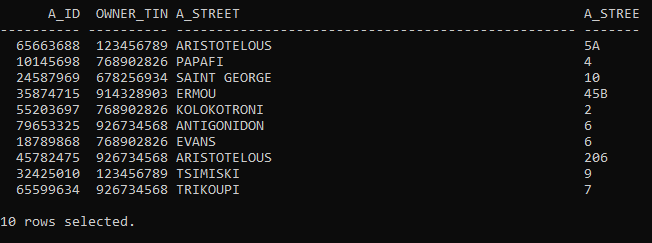 A_ID OWNER_TIN A_STREET A_STREE
---------- ---------- -------------------------------------------------- -------
65663688 123456789 ARISTOTELOUS 5A
10145698 768902826 PAPAFI 4
24587969 678256934 SAINT GEORGE 10
35874715 914328903 ERMOU 45B
55203697 768902826 KOLOKOTRONI 2
79653325 926734568 ANTIGONIDON 6
18789868 768902826 EVANS 6
45782475 926734568 ARISTOTELOUS 206
32425010 123456789 TSIMISKI 9
65599634 926734568 TRIKOUPI 7
10 rows selected.